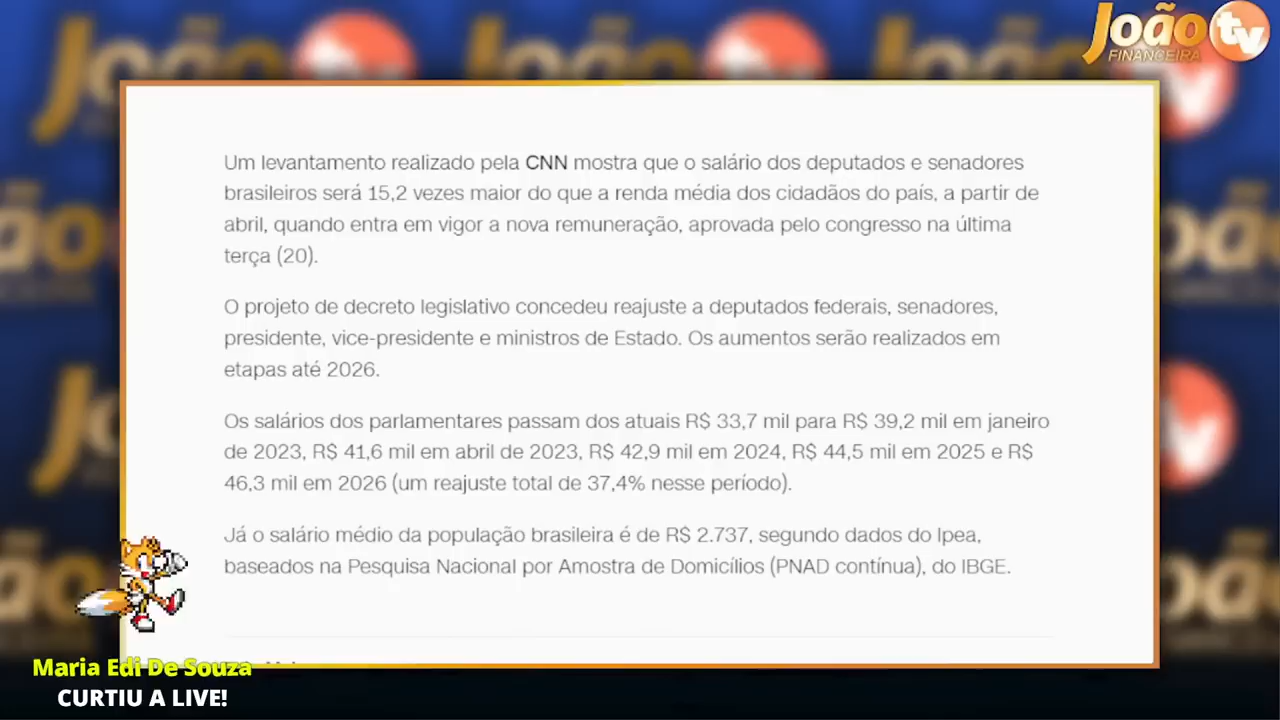 João tv
FINANCEIRA
Um levantamento realizado pela CNN mostra que o salário dos deputados e senadores
brasileiros será 15,2 vezes maior do que a renda média dos cidadãos do país, a partir de
abril, quando entra em vigor a nova remuneração, aprovada pelo congresso na última
terça (20).
O projeto de decreto legislativo concedeu reajuste a deputados federais, senadores,
presidente, vice-presidente e ministros de Estado. Os aumentos serão realizados em
etapas até 2026.
Os salários dos parlamentares passam dos atuais R$ 33,7 mil para R$ 39,2 mil em janeiro
de 2023, R$ 41,6 mil em abril de 2023, R$ 42,9 mil em 2024, R$ 44,5 mil em 2025 e R$
46,3 mil em 2026 (um reajuste total de 37,4% nesse período).
Já o salário médio da população brasileira é de R$ 2.737, segundo dados do Ipea,
baseados na Pesquisa Nacional por Amostra de Domicílios (PNAD contínua), do IBGE.
Maria Edi De Souza
CURTIU A LIVE!